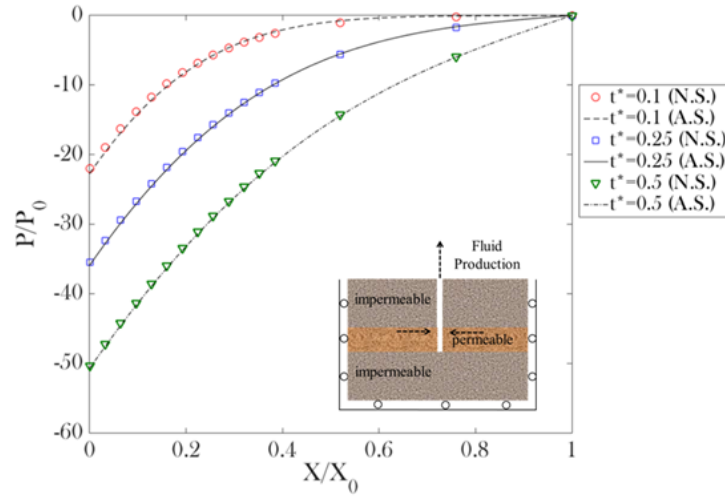 0
-10
-20
-30
-40
-50
-60
P/P0
0
0.2
0.4
0.6
0.8
1
X/X0
t*=0.1 (N.S.)
t*=0.1 (A.S.)
t*=0.25 (N.S.)
t*=0.25 (A.S.)
t*=0.5 (N.S.)
t*=0.5 (A.S.)
Fluid
Production
impermeable
permeable
impermeable